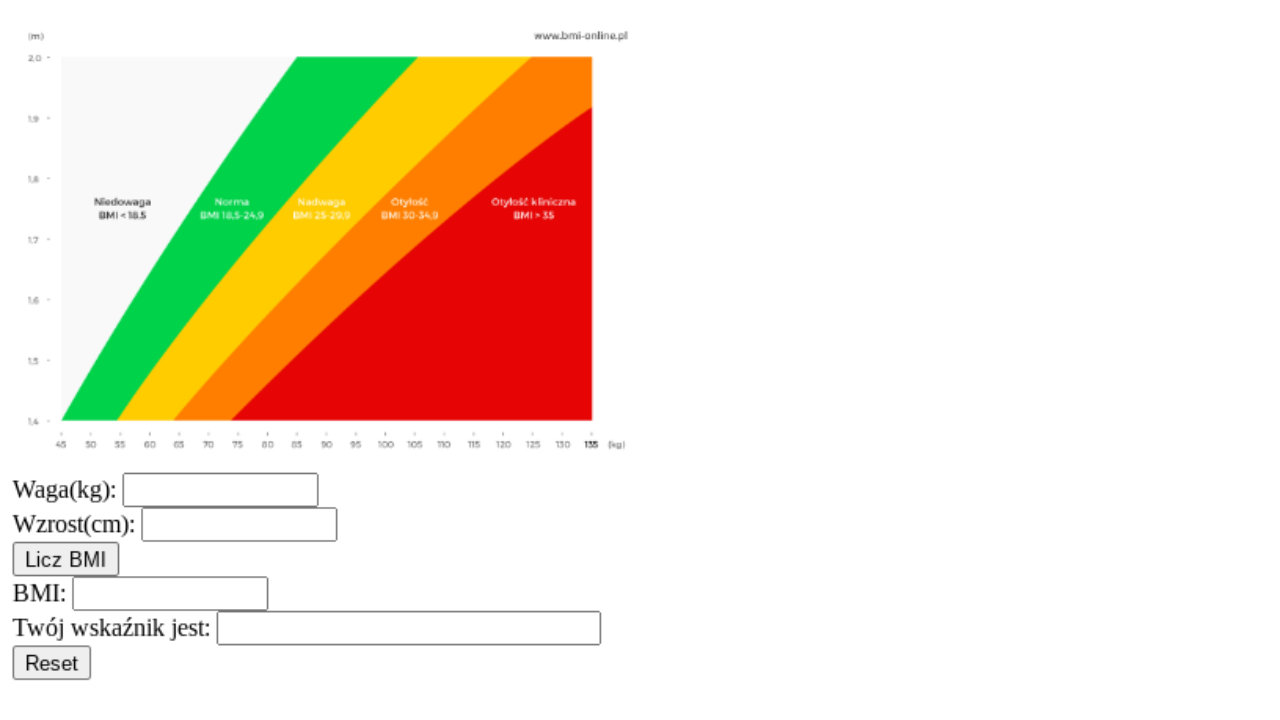 (m) www.bmi-online.pl
2,0
1,9
1,8
Niedowaga Norma Nadwaga Otyłość Otyłość kliniczna
BMI < 18,5 BMI 18,5-24,9 BMI 25-29,9 BMI 30-34,9 BMI > 35
1,7
1,6
1,5
1,4
45 50 55 60 65 70 75 80 85 90 95 100 105 110 115 120 125 130 135 (kg)
Waga(kg):
Wzrost(cm):
Licz BMI
BMI:
Twój wskaźnik jest:
Reset